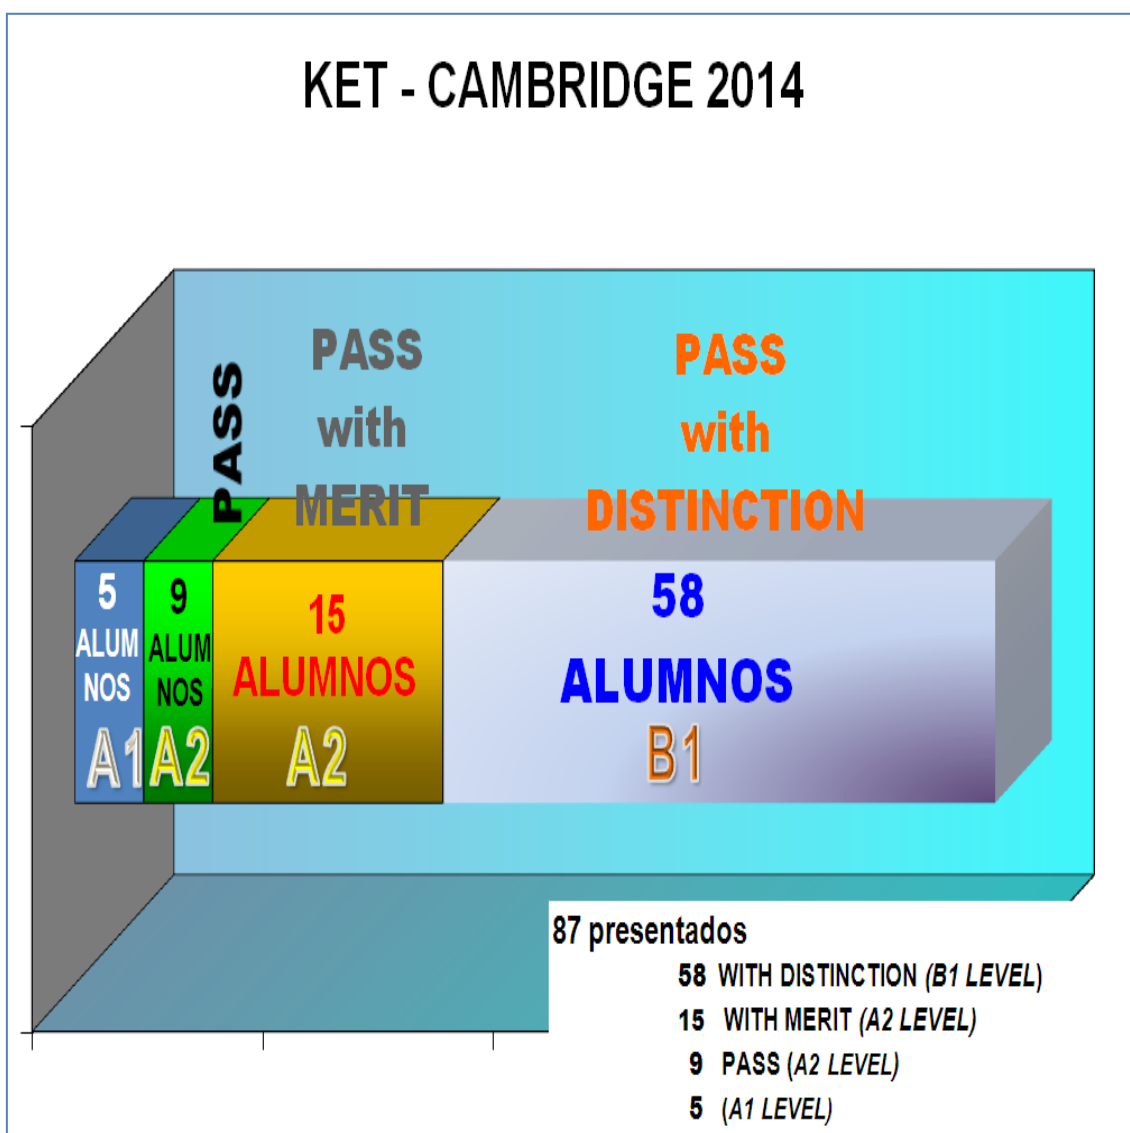 KET - CAMBRIDGE 2014
PASS
PASS
with
MERIT
PASS
with
DISTINCTION
5
ALUM
NOS
A1
9
ALUM
NOS
A2
15
ALUMNOS
A2
58
ALUMNOS
B1
87 presentados
58 WITH DISTINCTION (B1 LEVEL)
15 WITH MERIT (A2 LEVEL)
9 PASS (A2 LEVEL)
5 (A1 LEVEL)